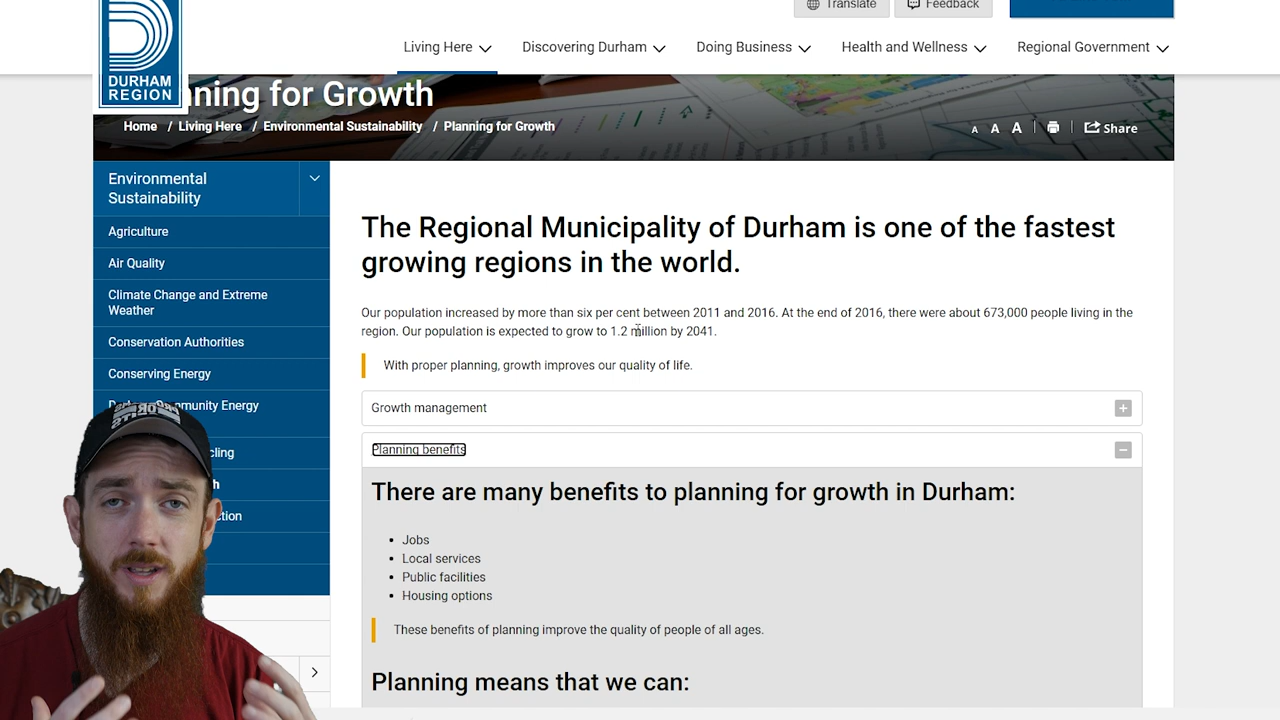 Translate
Feedback
DURHAM
REGION
Living Here
Discovering Durham
Doing Business
Health and Wellness
Regional Government
ning for Growth
Home / Living Here / Environmental Sustainability / Planning for Growth
A A A
Share
Environmental
Sustainability
Agriculture
Air Quality
Climate Change and Extreme
Weather
Conservation Authorities
Conserving Energy
Community Energy
cling
h
ction
The Regional Municipality of Durham is one of the fastest
growing regions in the world.
Our population increased by more than six per cent between 2011 and 2016. At the end of 2016, there were about 673,000 people living in the
region. Our population is expected to grow to 1.2 million by 2041.
With proper planning, growth improves our quality of life.
Growth management
Planning benefits
There are many benefits to planning for growth in Durham:
Jobs
Local services
Public facilities
Housing options
These benefits of planning improve the quality of people of all ages.
Planning means that we can: